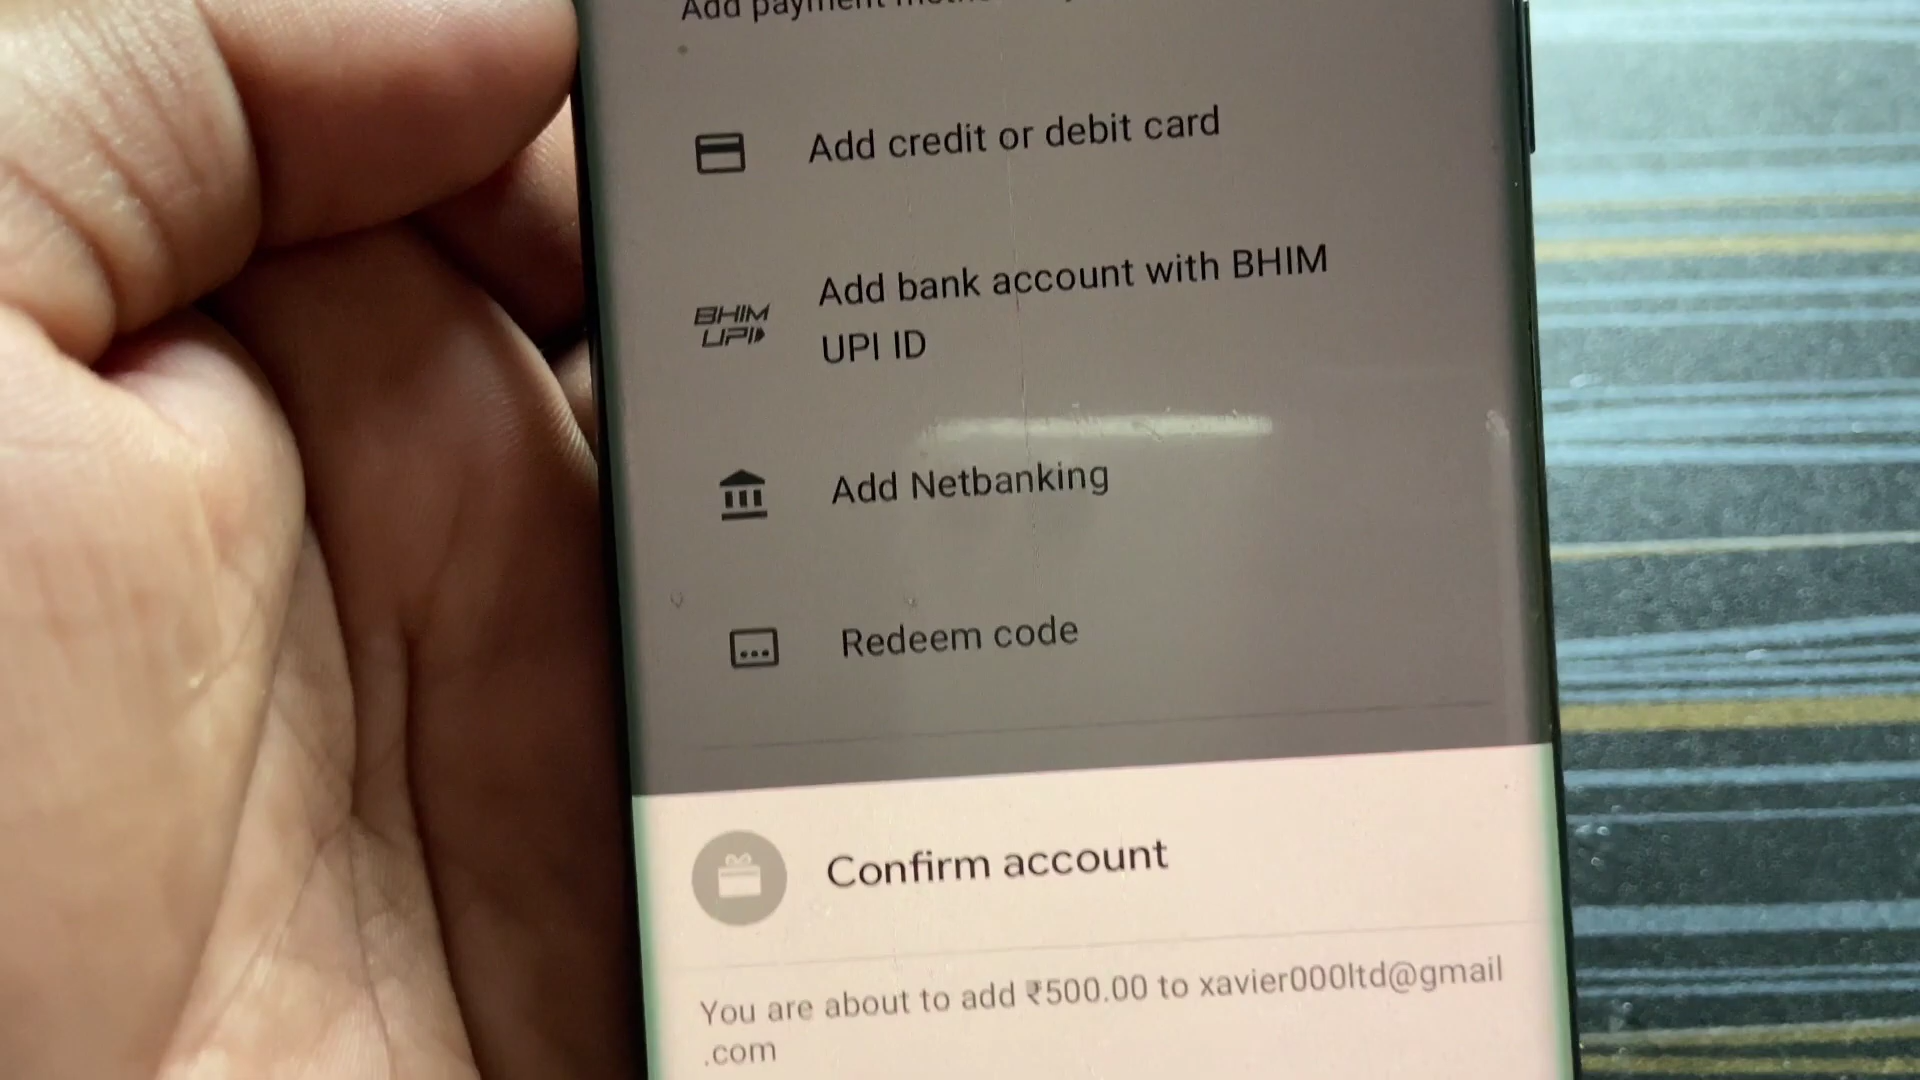 Add payment
Add credit or debit card
BHIM
UPI
Add bank account with BHIM
UPI ID
Add Netbanking
Redeem code
Confirm account
You are about to add ₹500.00 to xavier000ltd@gmail
.com